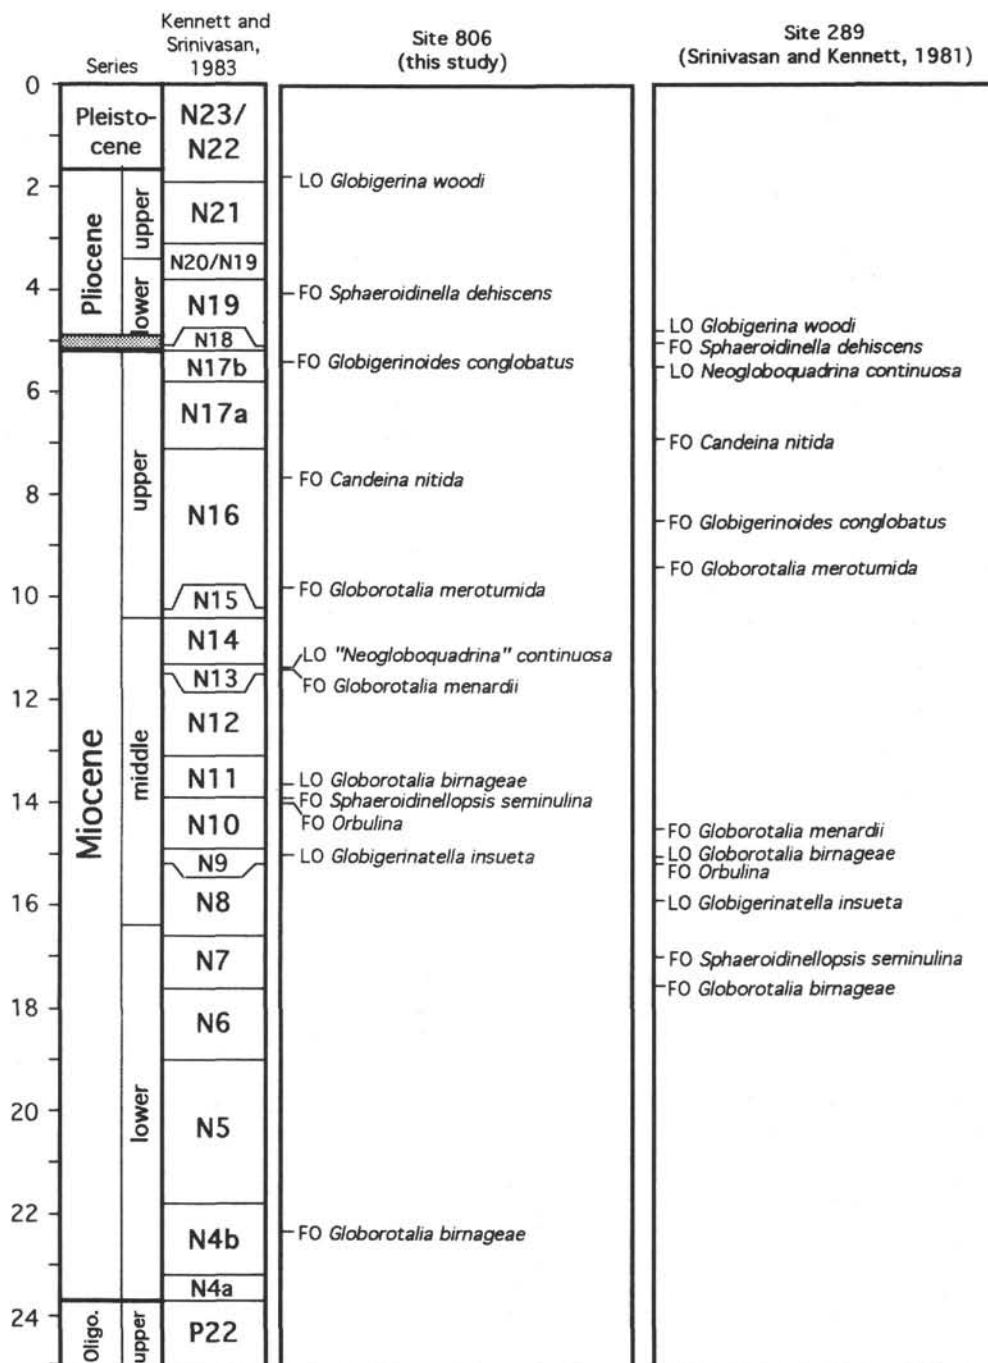 Kennett and
Srinivasan,
1983
Series
Site 806
(this study)
Site 289
(Srinivasan and Kennett, 1981)
0
2
4
6
8
10
12
14
16
18
20
22
24
Pleisto-
cene
Pliocene
upper
lower
Miocene
upper
middle
lower
Oligo.
upper
N23/
N22
N21
N20/N19
N19
N18
N17b
N17a
N16
N15
N14
N13
N12
N11
N10
N9
N8
N7
N6
N5
N4b
N4a
P22
LO Globigerina woodi
FO Sphaeroidinella dehiscens
FO Globigerinoides conglobatus
FO Candeina nitida
FO Globorotalia merotumida
LO "Neogloboquadrina" continuosa
FO Globorotalia menardii
LO Globorotalia birnageae
FO Sphaeroidinellopsis seminulina
FO Orbulina
LO Globigerinatella insueta
FO Globorotalia birnageae
LO Globigerina woodi
FO Sphaeroidinella dehiscens
LO Neogloboquadrina continuosa
FO Candeina nitida
FO Globigerinoides conglobatus
FO Globorotalia merotumida
FO Globorotalia menardii
LO Globorotalia birnageae
FO Orbulina
LO Globigerinatella insueta
FO Sphaeroidinellopsis seminulina
FO Globorotalia birnageae